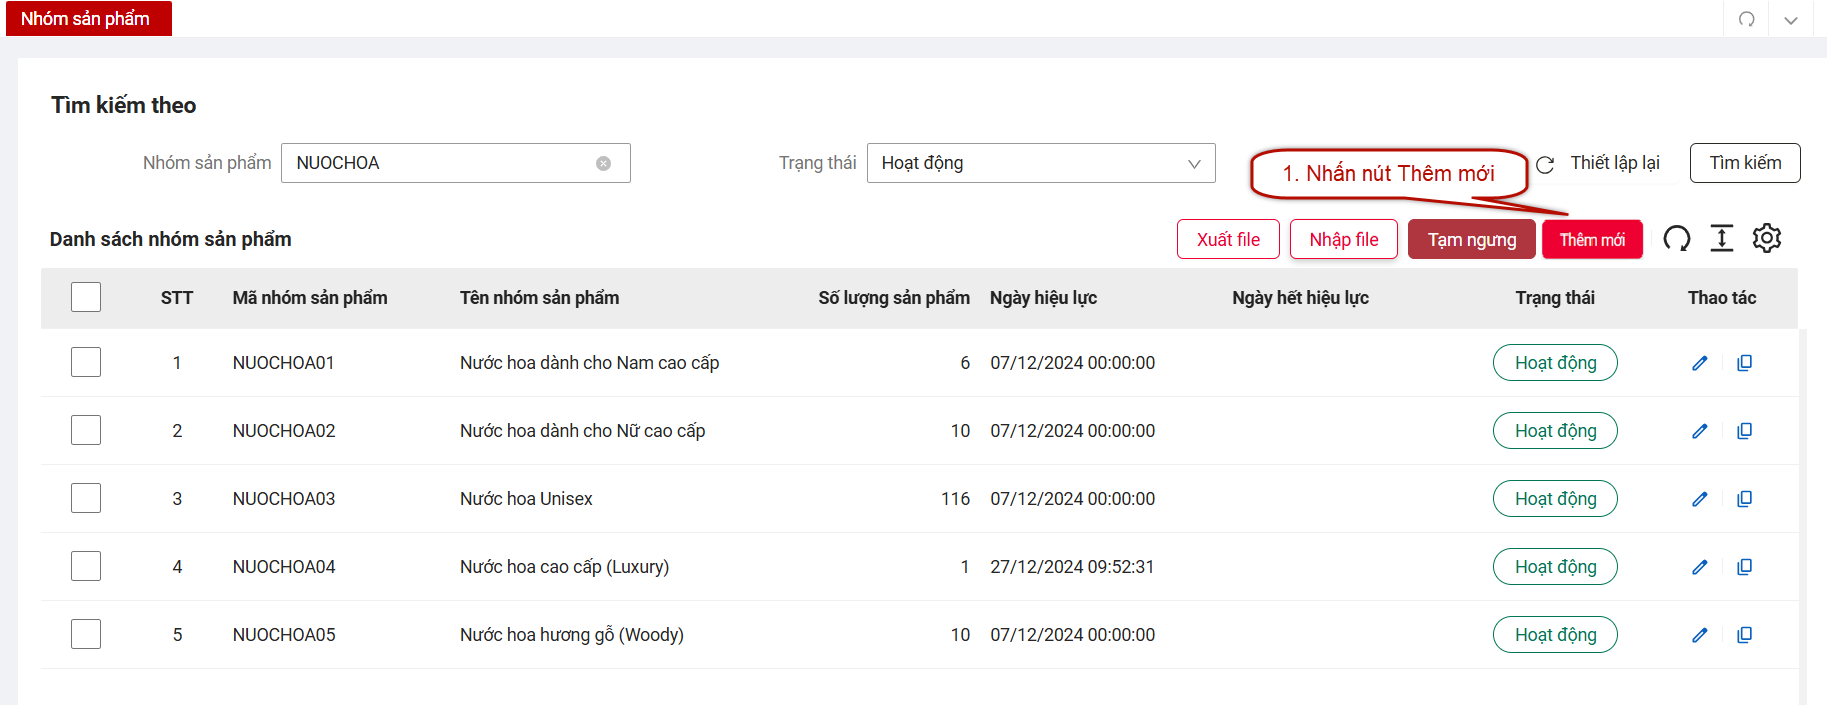 Nhóm sản phẩm
Tìm kiếm theo
Nhóm sản phẩm NUOCHOA Trạng thái Hoạt động 1. Nhấn nút Thêm mới Thiết lập lại Tìm kiếm
Danh sách nhóm sản phẩm Xuất file Nhập file Tạm ngưng Thêm mới
STT Mã nhóm sản phẩm Tên nhóm sản phẩm Số lượng sản phẩm Ngày hiệu lực Ngày hết hiệu lực Trạng thái Thao tác
1 NUOCHOA01 Nước hoa dành cho Nam cao cấp 6 07/12/2024 00:00:00 Hoạt động
2 NUOCHOA02 Nước hoa dành cho Nữ cao cấp 10 07/12/2024 00:00:00 Hoạt động
3 NUOCHOA03 Nước hoa Unisex 116 07/12/2024 00:00:00 Hoạt động
4 NUOCHOA04 Nước hoa cao cấp (Luxury) 1 27/12/2024 09:52:31 Hoạt động
5 NUOCHOA05 Nước hoa hương gỗ (Woody) 10 07/12/2024 00:00:00 Hoạt động